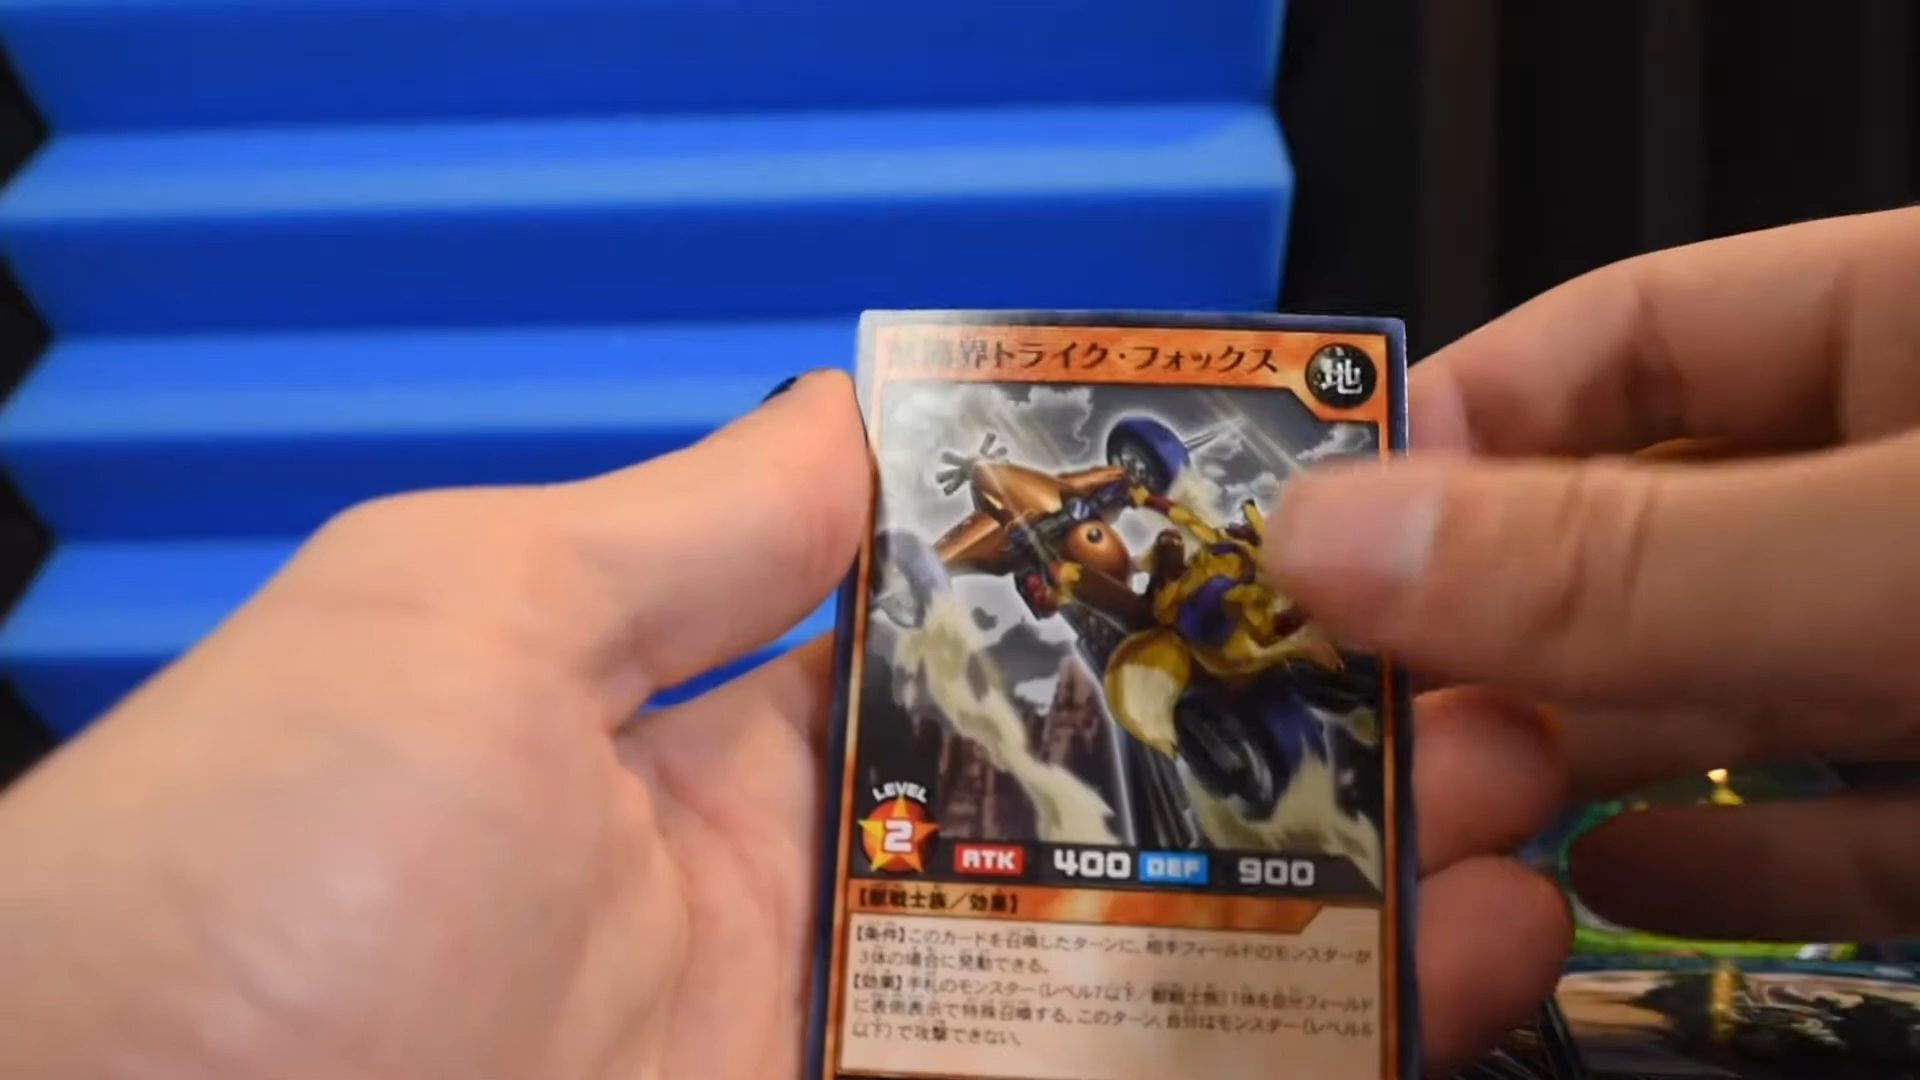 界トライク・フォックス
地
LEVEL
2
ATK 400 DEF 900
【獣戦士族／効果】
【条件】このカードを召喚したターンに、相手フィールドのモンスターが
3体の場合に発動できる。
【効果】手札のモンスター（レベル7以下／獣戦士族）1体を自分フィールド
に表側表示で特殊召喚する。このターン、自分はモンスター（レベル6
以下）で攻撃できない。